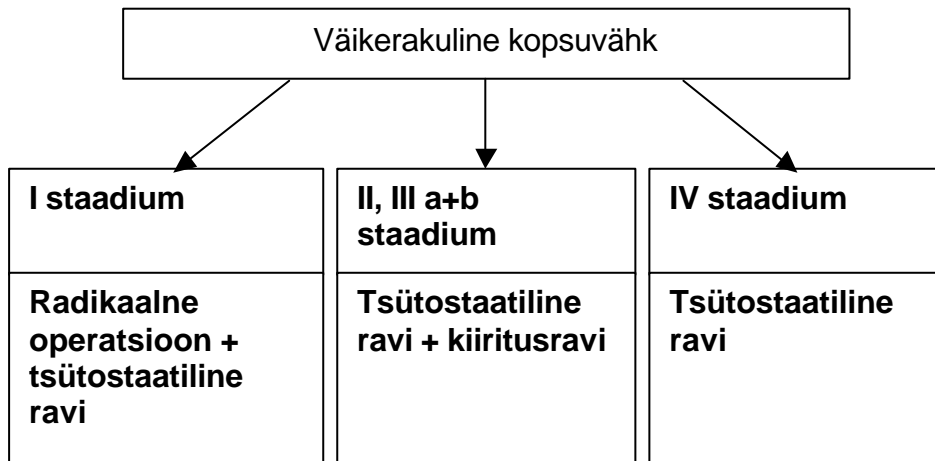 Väikerakuline kopsuvähk
I staadium
Radikaalne
operatsioon +
tsütostaatiline
ravi
II, III a+b
staadium
Tsütostaatiline
ravi + kiiritusravi
IV staadium
Tsütostaatiline
ravi